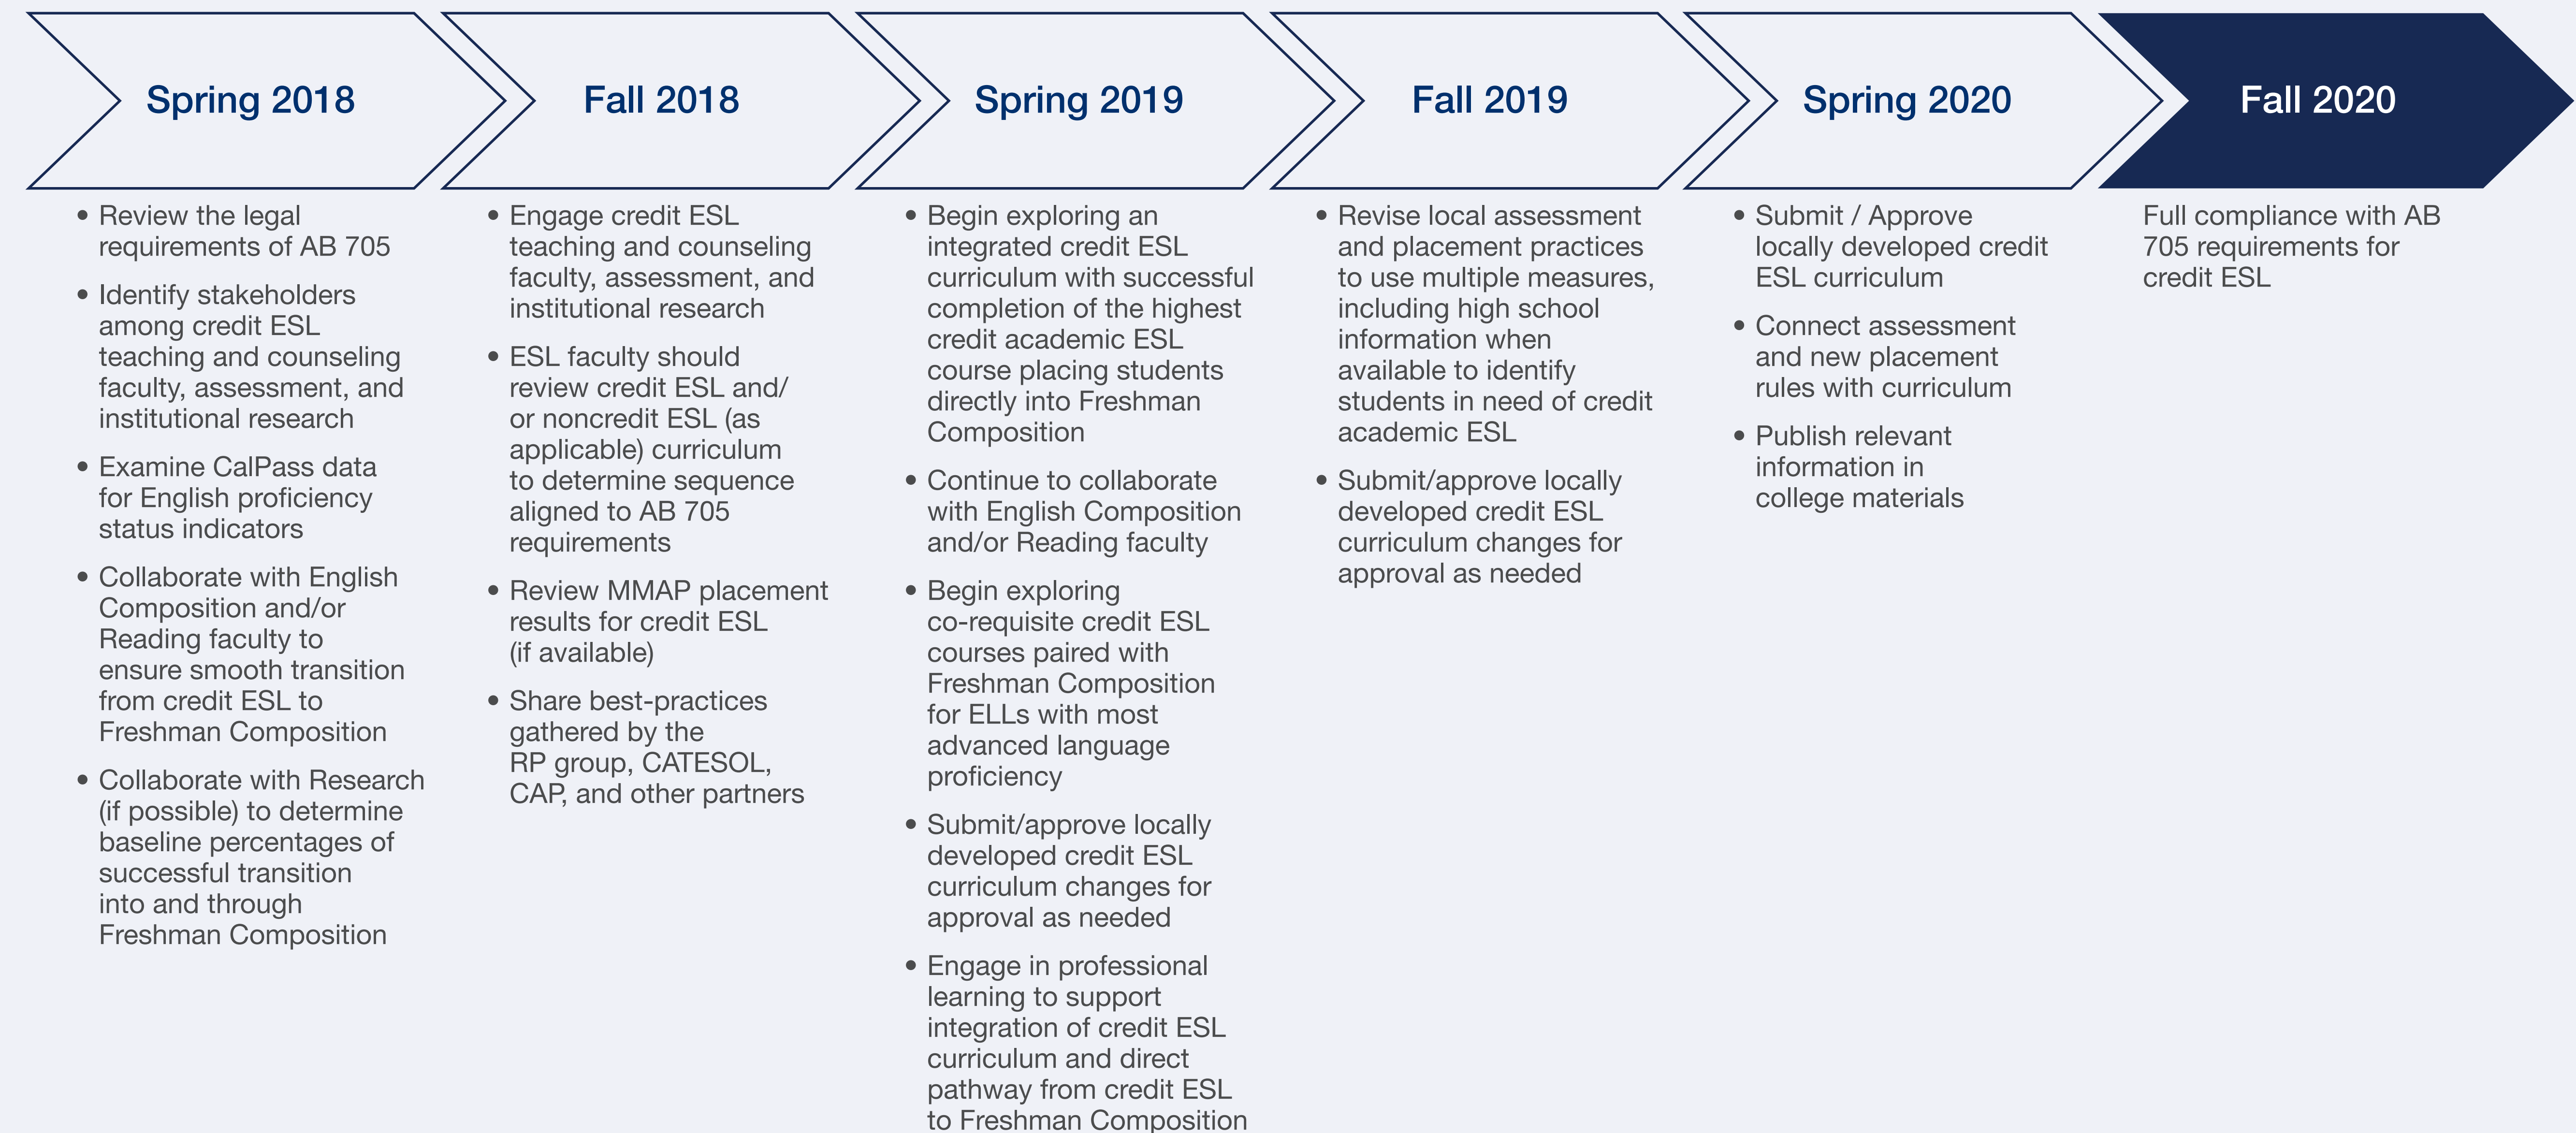 Spring 2018
Fall 2018
Spring 2019
Fall 2019
Spring 2020
Fall 2020
• Review the legal
requirements of AB 705
• Identify stakeholders
among credit ESL
teaching and counseling
faculty, assessment, and
institutional research
• Examine CalPass data
for English proficiency
status indicators
• Collaborate with English
Composition and/or
Reading faculty to
ensure smooth transition
from credit ESL to
Freshman Composition
• Collaborate with Research
(if possible) to determine
baseline percentages of
successful transition
into and through
Freshman Composition
• Engage credit ESL
teaching and counseling
faculty, assessment, and
institutional research
• ESL faculty should
review credit ESL and/
or noncredit ESL (as
applicable) curriculum
to determine sequence
aligned to AB 705
requirements
• Review MMAP placement
results for credit ESL
(if available)
• Share best-practices
gathered by the
RP group, CATESOL,
CAP, and other partners
• Begin exploring an
integrated credit ESL
curriculum with successful
completion of the highest
credit academic ESL
course placing students
directly into Freshman
Composition
• Continue to collaborate
with English Composition
and/or Reading faculty
• Begin exploring
co-requisite credit ESL
courses paired with
Freshman Composition
for ELLs with most
advanced language
proficiency
• Submit/approve locally
developed credit ESL
curriculum changes for
approval as needed
• Engage in professional
learning to support
integration of credit ESL
curriculum and direct
pathway from credit ESL
to Freshman Composition
• Revise local assessment
and placement practices
to use multiple measures,
including high school
information when
available to identify
students in need of credit
academic ESL
• Submit/approve locally
developed credit ESL
curriculum changes for
approval as needed
• Submit / Approve
locally developed credit
ESL curriculum
• Connect assessment
and new placement
rules with curriculum
• Publish relevant
information in
college materials
Full compliance with AB
705 requirements for
credit ESL